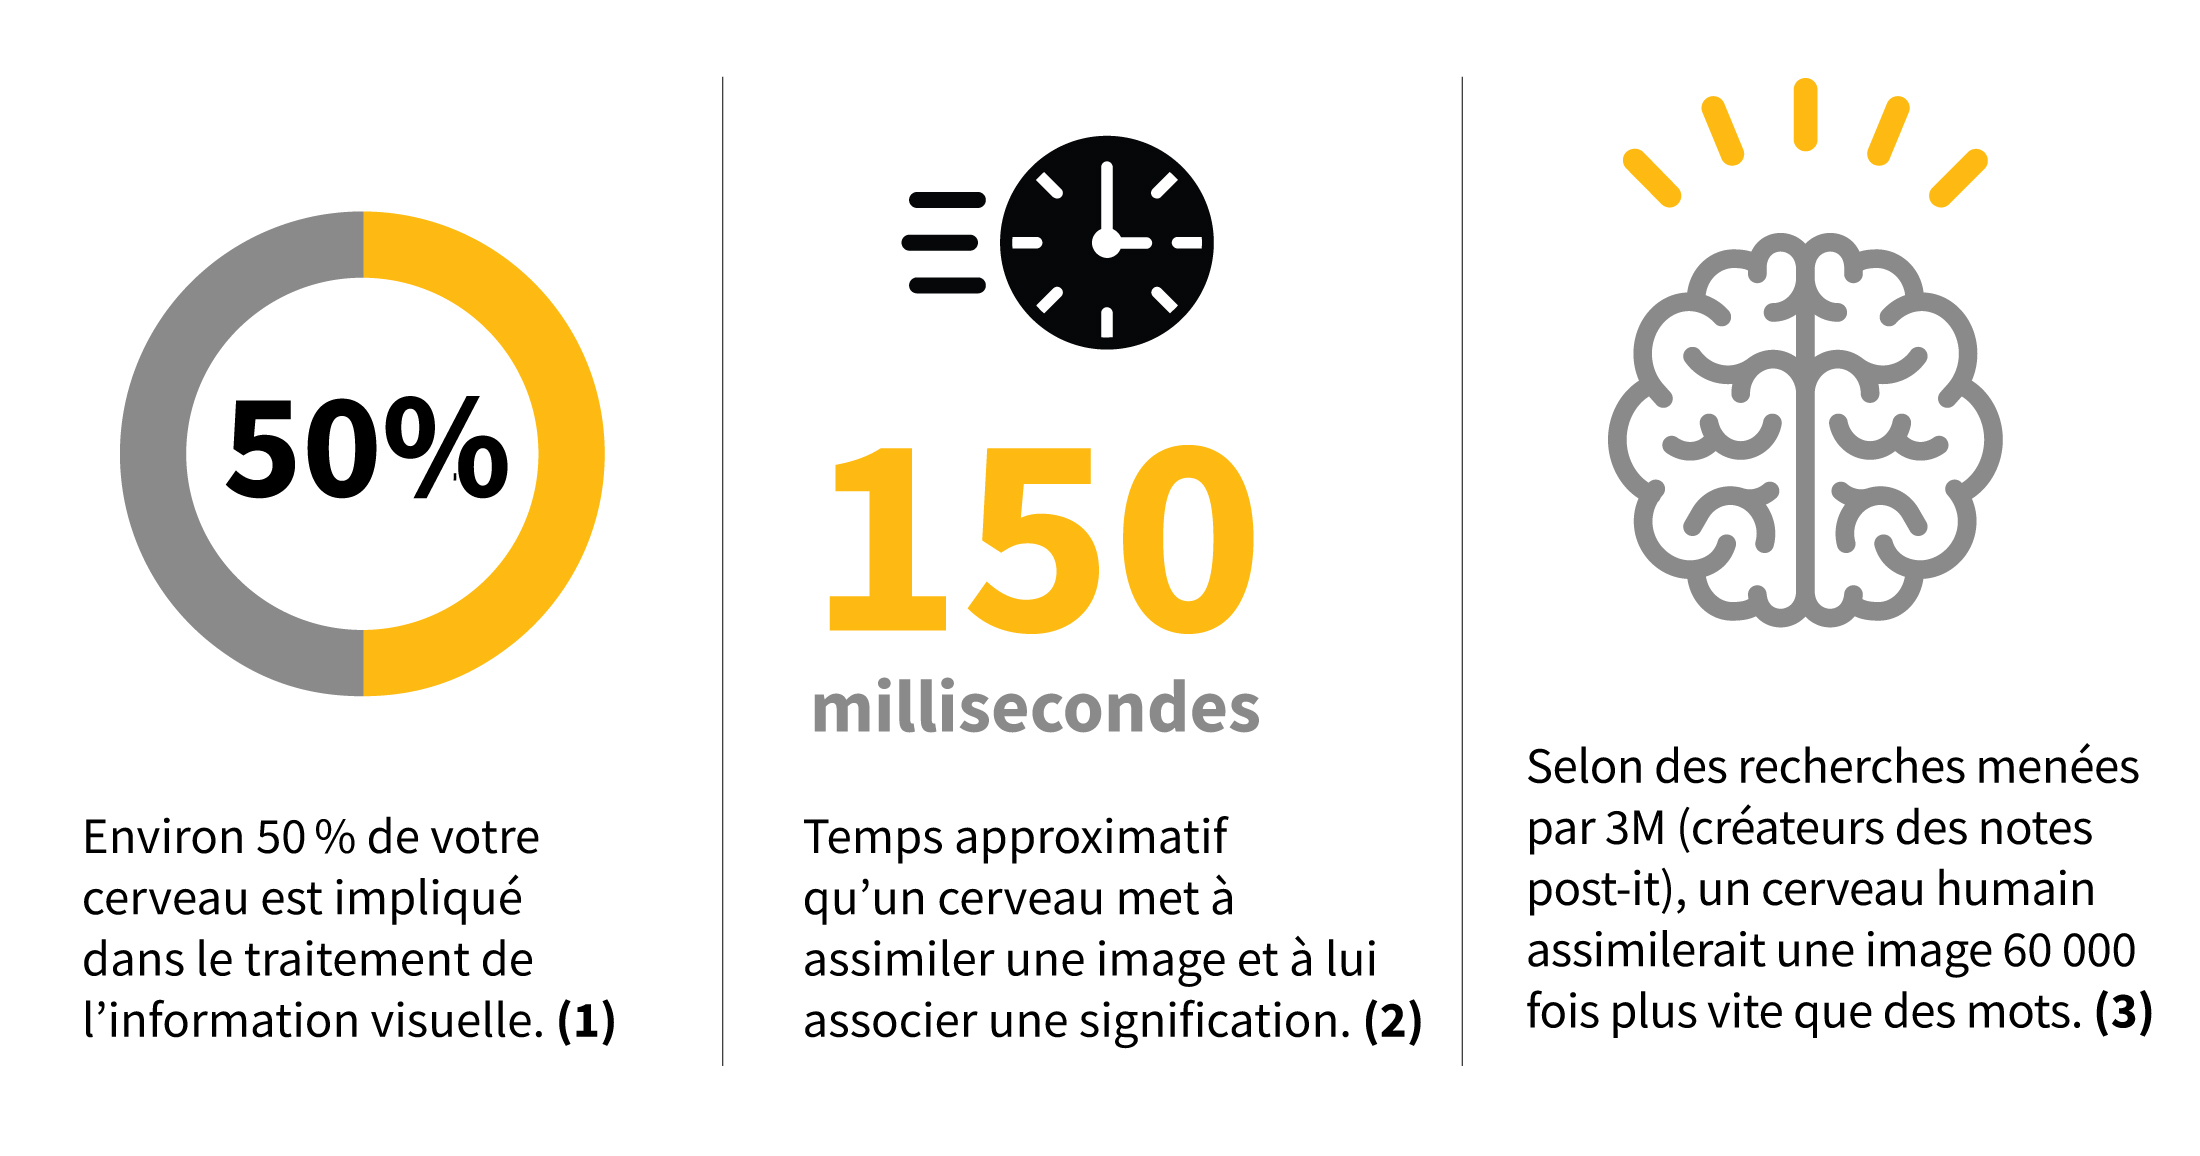 50%
Environ 50 % de votre
cerveau est impliqué
dans le traitement de
l’information visuelle. (1)
150
millisecondes
Temps approximatif
qu’un cerveau met à
assimiler une image et à lui
associer une signification. (2)
Selon des recherches menées
par 3M (créateurs des notes
post-it), un cerveau humain
assimilerait une image 60 000
fois plus vite que des mots. (3)